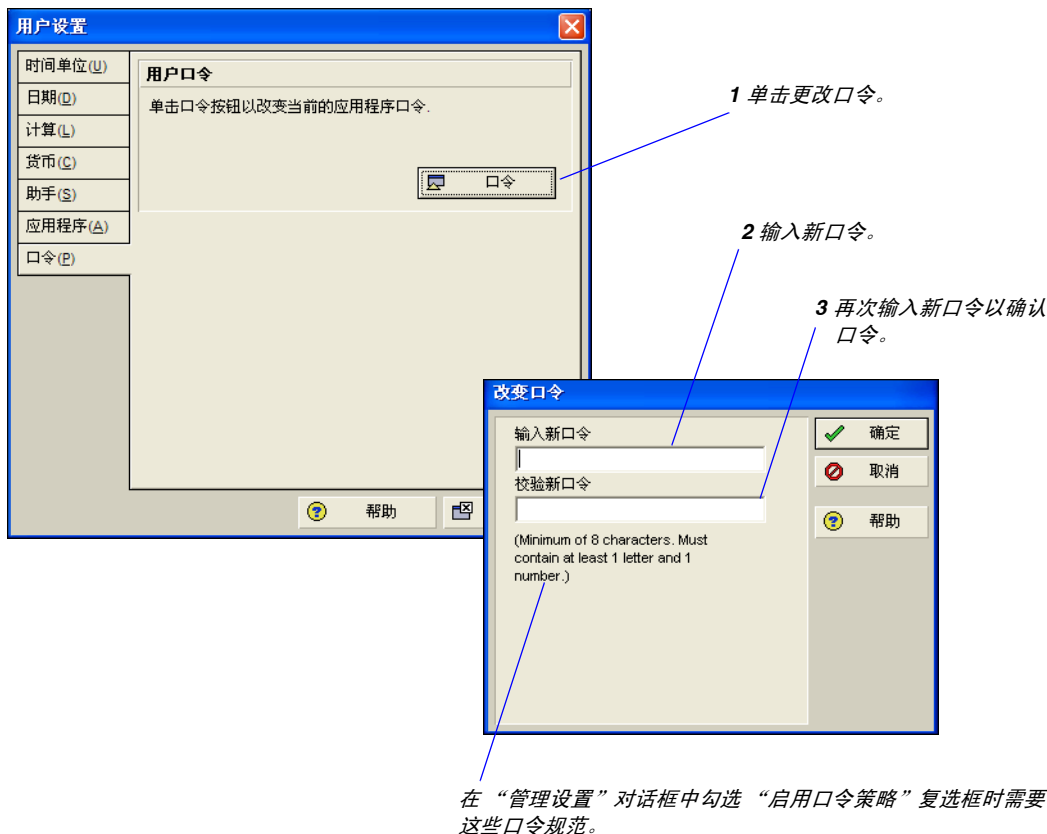 用户设置
时间单位(U)
日期(D)
计算(L)
货币(C)
助手(S)
应用程序(A)
口令(P)
用户口令
单击口令按钮以改变当前的应用程序口令.
口令
帮助
1 单击更改口令。
2 输入新口令。
3 再次输入新口令以确认
口令。
改变口令
输入新口令
校验新口令
(Minimum of 8 characters. Must
contain at least 1 letter and 1
number.)
确定
取消
帮助
在 “管理设置”对话框中勾选 “启用口令策略”复选框时需要
这些口令规范。